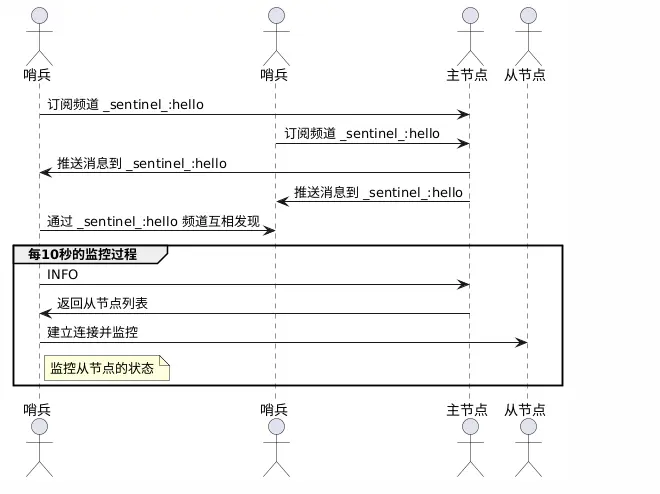 哨兵 哨兵 主节点 从节点
订阅频道 _sentinel_:hello
订阅频道 _sentinel_:hello
推送消息到 _sentinel_:hello
推送消息到 _sentinel_:hello
通过 _sentinel_:hello 频道互相发现
每10秒的监控过程
INFO
返回从节点列表
建立连接并监控
监控从节点的状态
哨兵 哨兵 主节点 从节点